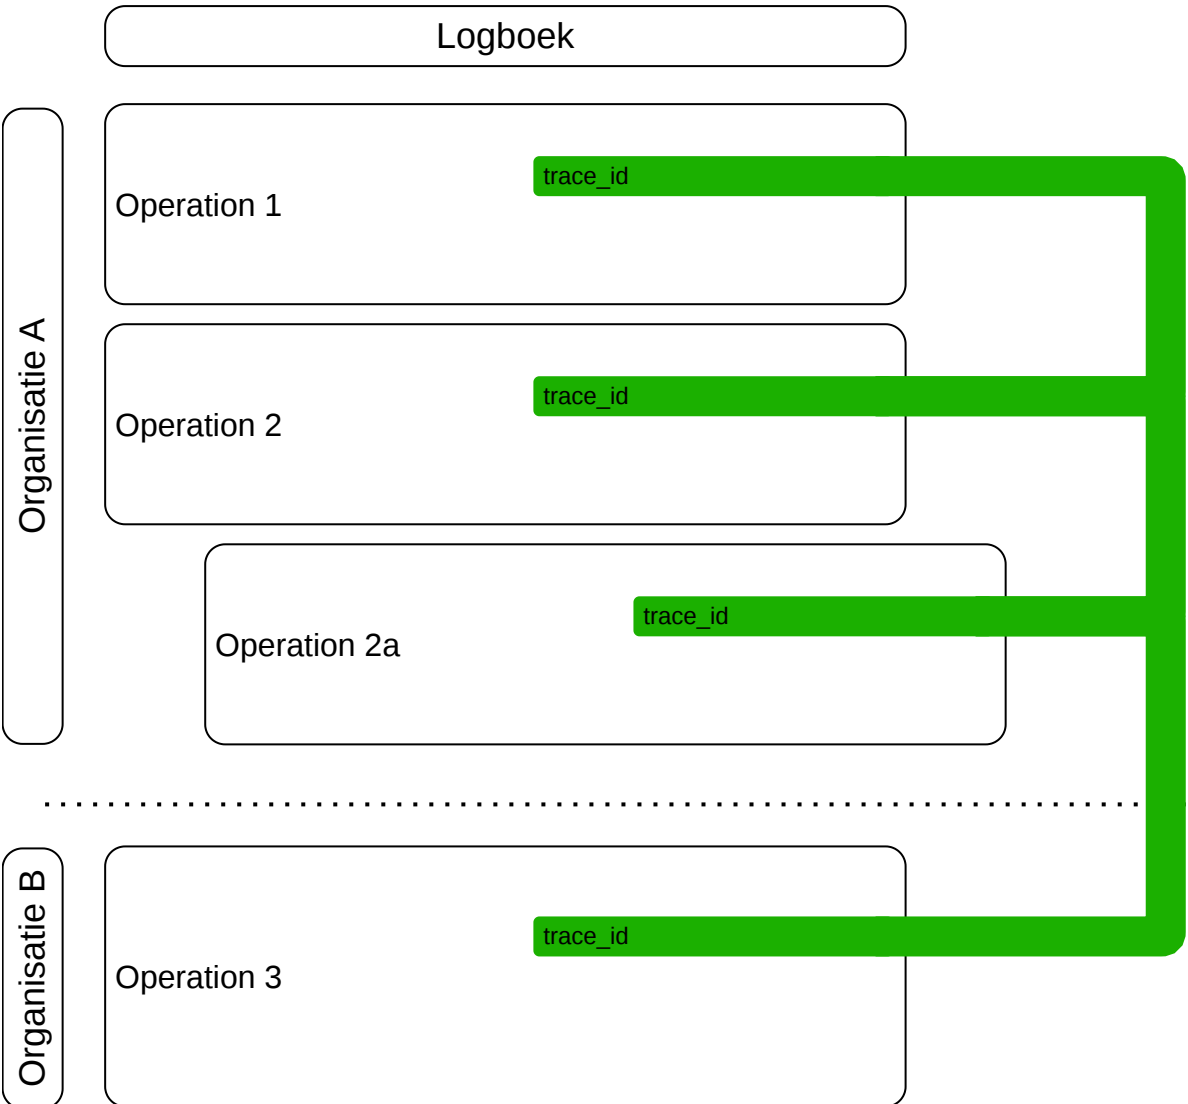 Logboek
Organisatie A
Operation 1
trace_id
Operation 2
trace_id
Operation 2a
trace_id
Organisatie B
Operation 3
trace_id